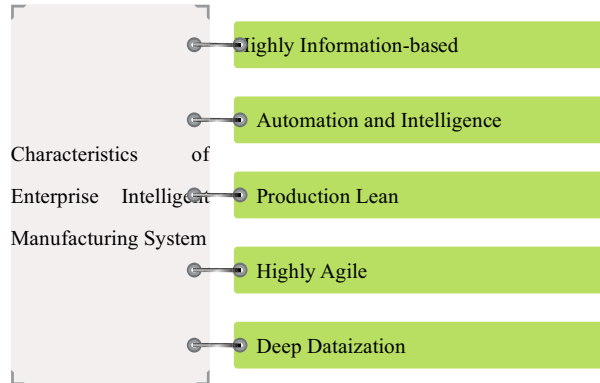 Characteristics of
Enterprise Intelligent
Manufacturing System
Highly Information-based
Automation and Intelligence
Production Lean
Highly Agile
Deep Dataization